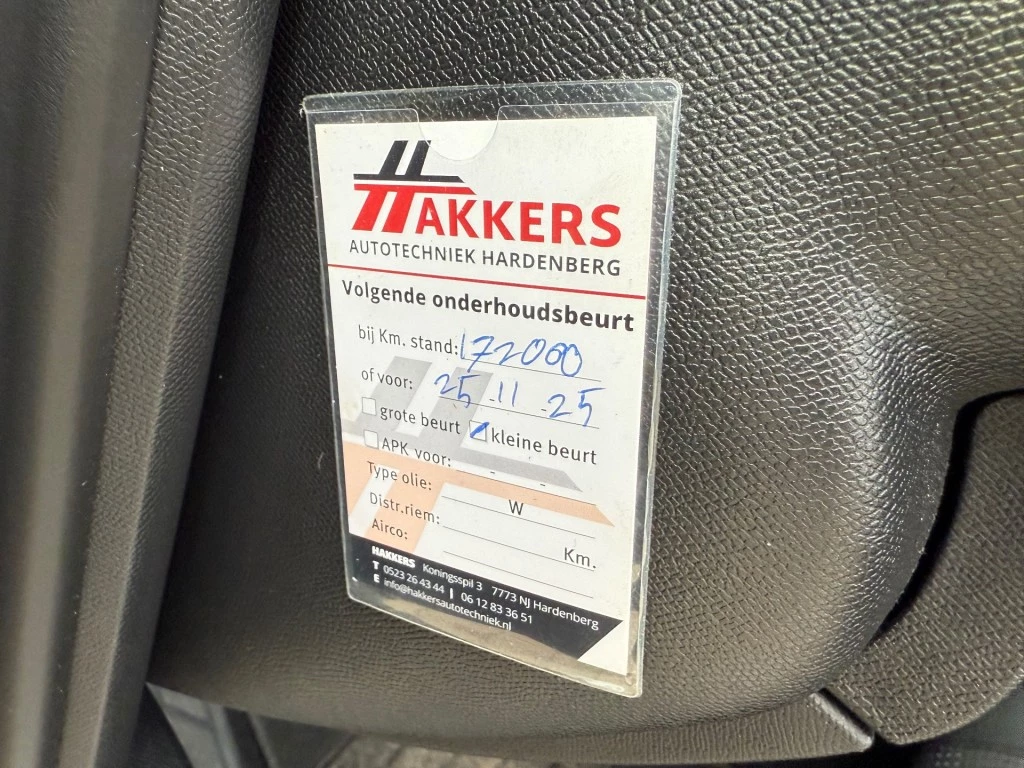 HAKKERS
AUTOTECHNIEK HARDENBERG
Volgende onderhoudsbeurt
bij Km. stand: 172000
of voor: 25 - 11 - 25
grote beurt kleine beurt
APK voor: - -
Type olie: W
Distr.riem: Km.
Airco:
HAKKERS Koningsspil 3 7773 NJ Hardenberg
T 0523 26 43 44 | 06 12 83 36 51
E info@hakkersautotechniek.nl